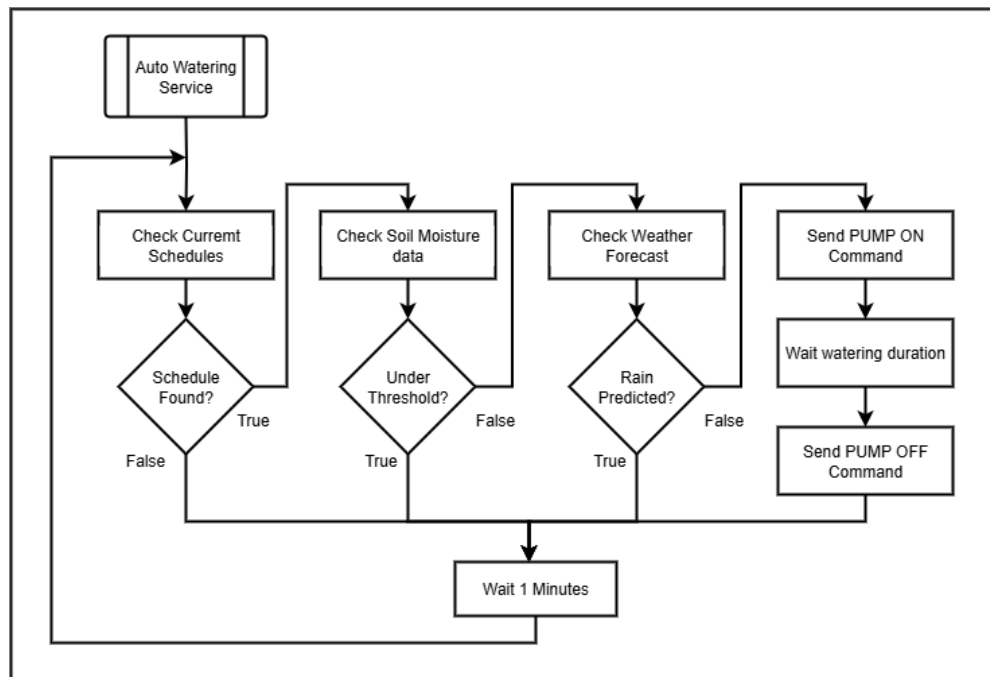 Auto Watering
Service
Check Curremt
Schedules
Schedule
Found?
True
False
Check Soil Moisture
data
Under
Threshold?
False
True
Check Weather
Forecast
Rain
Predicted?
False
True
Send PUMP ON
Command
Wait watering duration
Send PUMP OFF
Command
Wait 1 Minutes